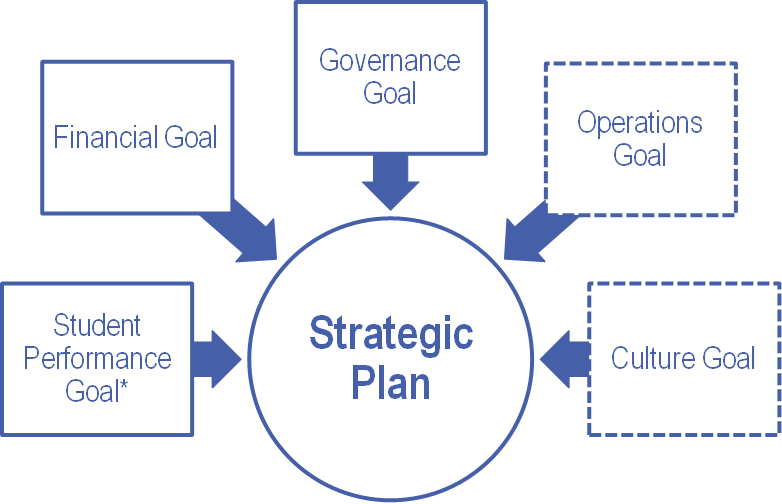 Governance
Goal
Financial Goal
Operations
Goal
Student
Performance
Goal*
Strategic
Plan
Culture Goal